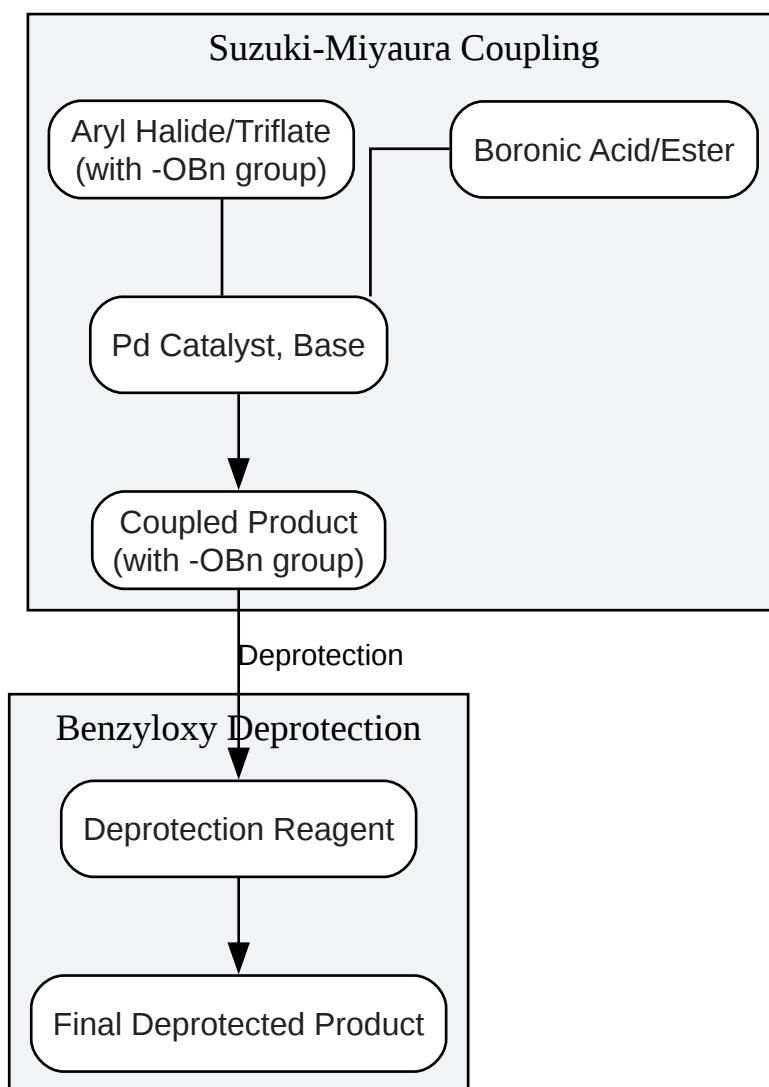 Suzuki-Miyaura Coupling
Aryl Halide/Triflate
(with -OBn group)
Boronic Acid/Ester
Pd Catalyst, Base
Coupled Product
(with -OBn group)
Deprotection
Benzyloxy Deprotection
Deprotection Reagent
Final Deprotected Product